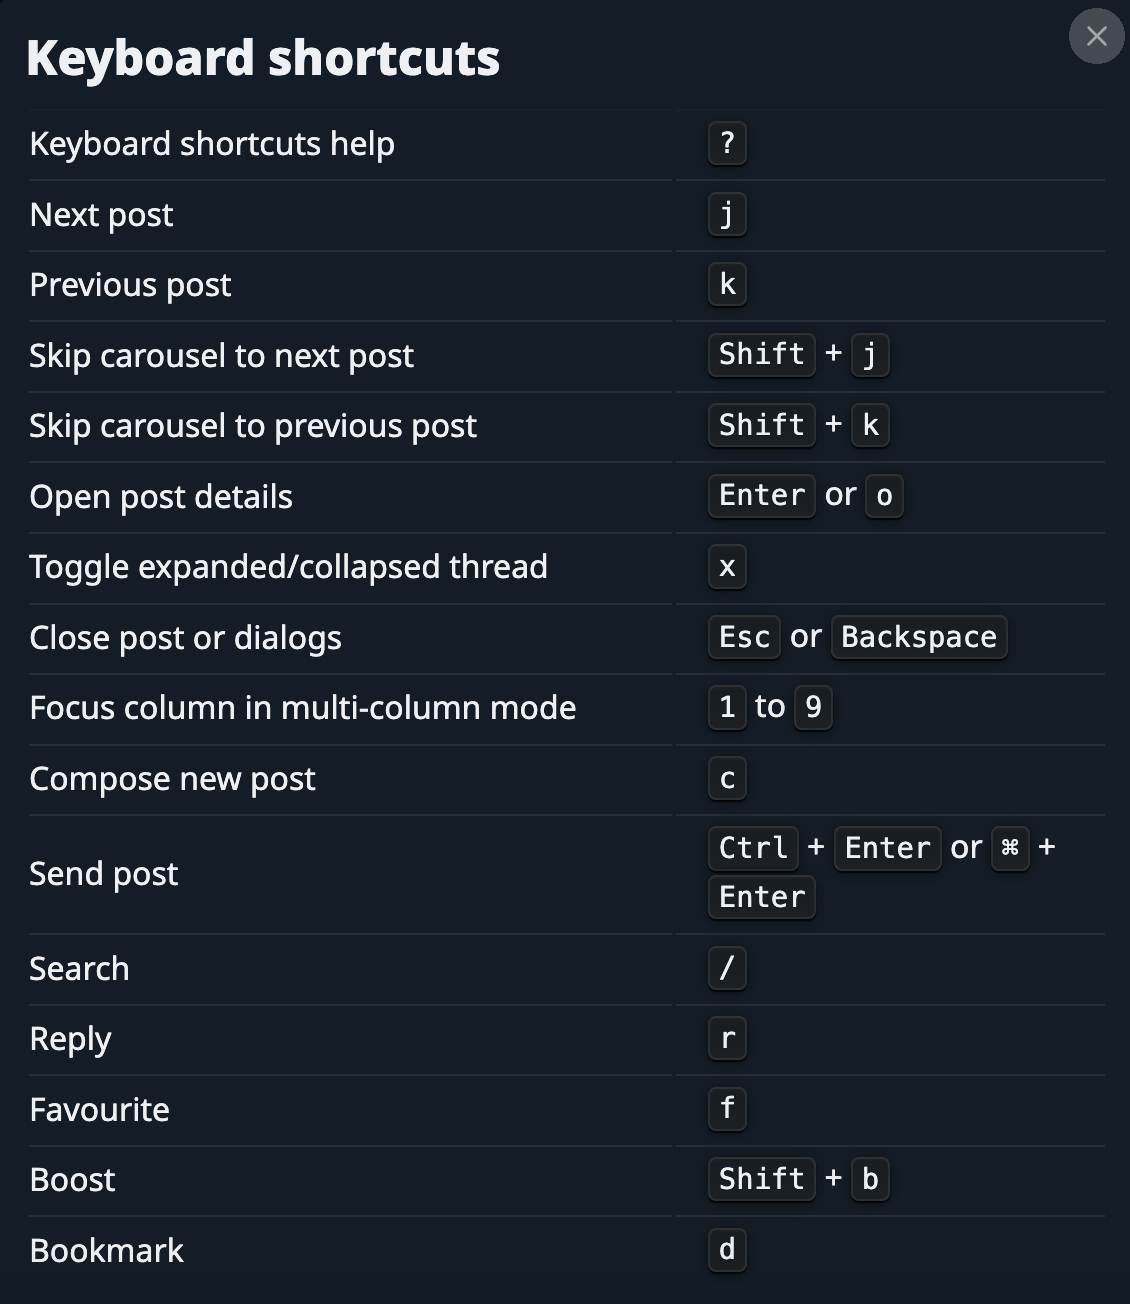 Keyboard shortcuts
Keyboard shortcuts help ?
Next post j
Previous post k
Skip carousel to next post Shift + j
Skip carousel to previous post Shift + k
Open post details Enter or o
Toggle expanded/collapsed thread x
Close post or dialogs Esc or Backspace
Focus column in multi-column mode 1 to 9
Compose new post c
Send post Ctrl + Enter or ⌘ +
Enter
Search /
Reply r
Favourite f
Boost Shift + b
Bookmark d